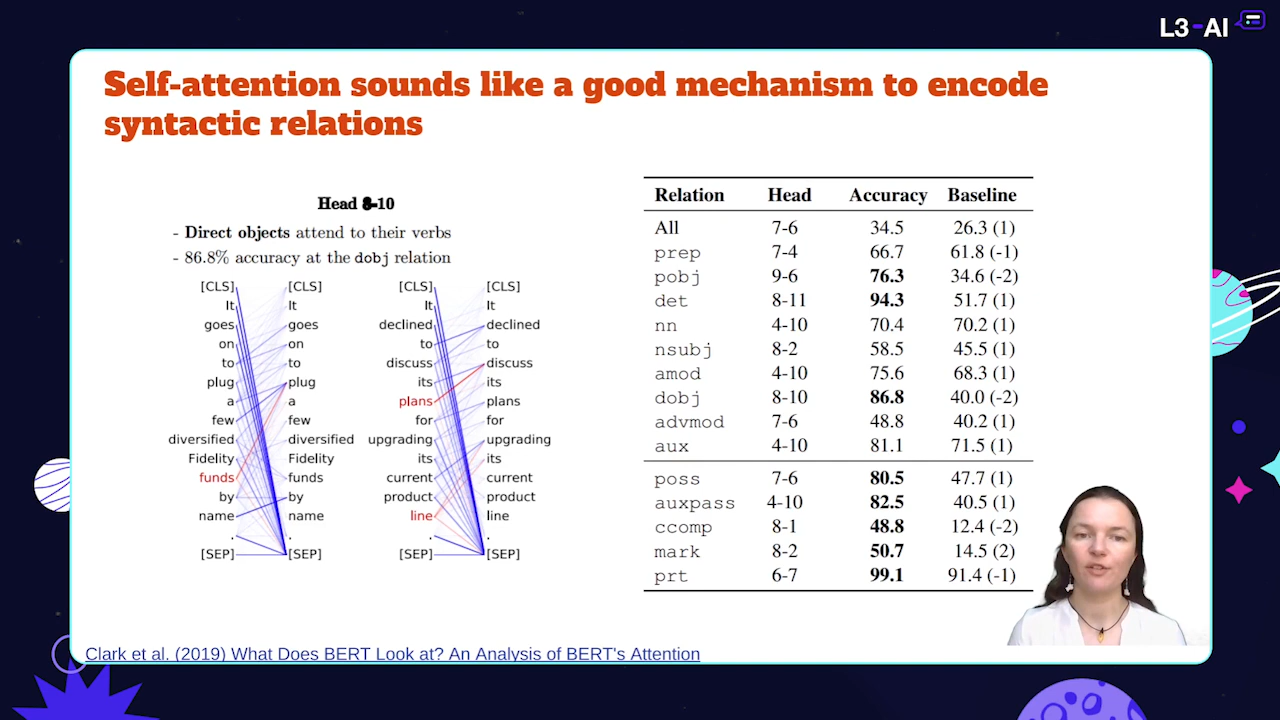 L3-AI
Self-attention sounds like a good mechanism to encode
syntactic relations
Head 8-10
- Direct objects attend to their verbs
- 86.8% accuracy at the dobj relation
[CLS] [CLS]
It It
goes goes
on on
to to
plug plug
a a
few few
diversified diversified
Fidelity Fidelity
funds funds
by by
name name
. .
[SEP] [SEP]
[CLS] [CLS]
It It
declined declined
to to
discuss discuss
its its
plans plans
for for
upgrading upgrading
its its
current current
product product
line line
. .
[SEP] [SEP]
Relation Head Accuracy Baseline
All 7-6 34.5 26.3 (1)
prep 7-4 66.7 61.8 (-1)
pobj 9-6 76.3 34.6 (-2)
det 8-11 94.3 51.7 (1)
nn 4-10 70.4 70.2 (1)
nsubj 8-2 58.5 45.5 (1)
amod 4-10 75.6 68.3 (1)
dobj 8-10 86.8 40.0 (-2)
advmod 7-6 48.8 40.2 (1)
aux 4-10 81.1 71.5 (1)
poss 7-6 80.5 47.7 (1)
auxpass 4-10 82.5 40.5 (1)
ccomp 8-1 48.8 12.4 (-2)
mark 8-2 50.7 14.5 (2)
prt 6-7 99.1 91.4 (-1)
Clark et al. (2019) What Does BERT Look at? An Analysis of BERT's Attention